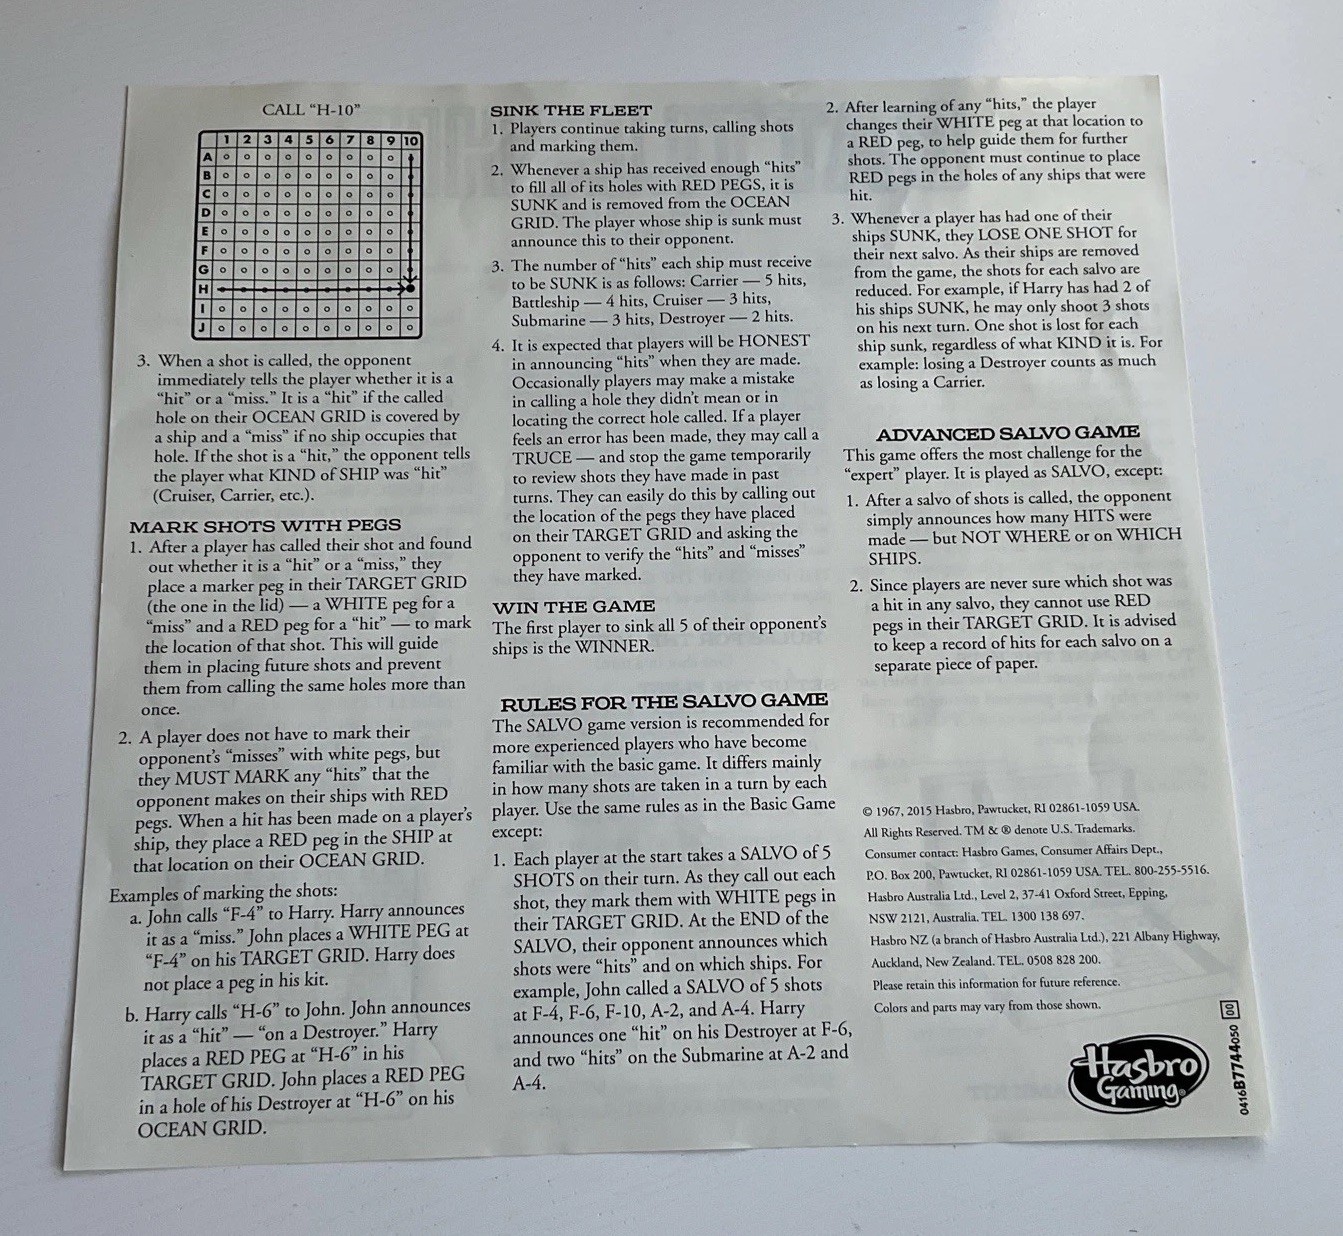 CALL “H-10”
1 2 3 4 5 6 7 8 9 10
A
B
C
D
E
F
G
H
I
J
3. When a shot is called, the opponent
immediately tells the player whether it is a
“hit” or a “miss.” It is a “hit” if the called
hole on their OCEAN GRID is covered by
a ship and a “miss” if no ship occupies that
hole. If the shot is a “hit,” the opponent tells
the player what KIND of SHIP was “hit”
(Cruiser, Carrier, etc.).
MARK SHOTS WITH PEGS
1. After a player has called their shot and found
out whether it is a “hit” or a “miss,” they
place a marker peg in their TARGET GRID
(the one in the lid) — a WHITE peg for a
“miss” and a RED peg for a “hit” — to mark
the location of that shot. This will guide
them in placing future shots and prevent
them from calling the same holes more than
once.
2. A player does not have to mark their
opponent’s “misses” with white pegs, but
they MUST MARK any “hits” that the
opponent makes on their ships with RED
pegs. When a hit has been made on a player’s
ship, they place a RED peg in the SHIP at
that location on their OCEAN GRID.
Examples of marking the shots:
a. John calls “F-4” to Harry. Harry announces
it as a “miss.” John places a WHITE PEG at
“F-4” on his TARGET GRID. Harry does
not place a peg in his kit.
b. Harry calls “H-6” to John. John announces
it as a “hit” — “on a Destroyer.” Harry
places a RED PEG at “H-6” in his
TARGET GRID. John places a RED PEG
in a hole of his Destroyer at “H-6” on his
OCEAN GRID.
SINK THE FLEET
1. Players continue taking turns, calling shots
and marking them.
2. Whenever a ship has received enough “hits”
to fill all of its holes with RED PEGS, it is
SUNK and is removed from the OCEAN
GRID. The player whose ship is sunk must
announce this to their opponent.
3. The number of “hits” each ship must receive
to be SUNK is as follows: Carrier — 5 hits,
Battleship — 4 hits, Cruiser — 3 hits,
Submarine — 3 hits, Destroyer — 2 hits.
4. It is expected that players will be HONEST
in announcing “hits” when they are made.
Occasionally players may make a mistake
in calling a hole they didn’t mean or in
locating the correct hole called. If a player
feels an error has been made, they may call a
TRUCE — and stop the game temporarily
to review shots they have made in past
turns. They can easily do this by calling out
the location of the pegs they have placed
on their TARGET GRID and asking the
opponent to verify the “hits” and “misses”
they have marked.
WIN THE GAME
The first player to sink all 5 of their opponent’s
ships is the WINNER.
RULES FOR THE SALVO GAME
The SALVO game version is recommended for
more experienced players who have become
familiar with the basic game. It differs mainly
in how many shots are taken in a turn by each
player. Use the same rules as in the Basic Game
except:
1. Each player at the start takes a SALVO of 5
SHOTS on their turn. As they call out each
shot, they mark them with WHITE pegs in
their TARGET GRID. At the END of the
SALVO, their opponent announces which
shots were “hits” and on which ships. For
example, John called a SALVO of 5 shots
at F-4, F-6, F-10, A-2, and A-4. Harry
announces one “hit” on his Destroyer at F-6,
and two “hits” on the Submarine at A-2 and
A-4.
2. After learning of any “hits,” the player
changes their WHITE peg at that location to
a RED peg, to help guide them for further
shots. The opponent must continue to place
RED pegs in the holes of any ships that were
hit.
3. Whenever a player has had one of their
ships SUNK, they LOSE ONE SHOT for
their next salvo. As their ships are removed
from the game, the shots for each salvo are
reduced. For example, if Harry has had 2 of
his ships SUNK, he may only shoot 3 shots
on his next turn. One shot is lost for each
ship sunk, regardless of what KIND it is. For
example: losing a Destroyer counts as much
as losing a Carrier.
ADVANCED SALVO GAME
This game offers the most challenge for the
“expert” player. It is played as SALVO, except:
1. After a salvo of shots is called, the opponent
simply announces how many HITS were
made — but NOT WHERE or on WHICH
SHIPS.
2. Since players are never sure which shot was
a hit in any salvo, they cannot use RED
pegs in their TARGET GRID. It is advised
to keep a record of hits for each salvo on a
separate piece of paper.
© 1967, 2015 Hasbro, Pawtucket, RI 02861-1059 USA.
All Rights Reserved. TM & ® denote U.S. Trademarks.
Consumer contact: Hasbro Games, Consumer Affairs Dept.,
P.O. Box 200, Pawtucket, RI 02861-1059 USA. TEL. 800-255-5516.
Hasbro Australia Ltd., Level 2, 37-41 Oxford Street, Epping,
NSW 2121, Australia. TEL. 1300 138 697.
Hasbro NZ (a branch of Hasbro Australia Ltd.), 221 Albany Highway,
Auckland, New Zealand. TEL. 0508 828 200.
Please retain this information for future reference.
Colors and parts may vary from those shown.
Hasbro
Gaming®
0416B7744050 00